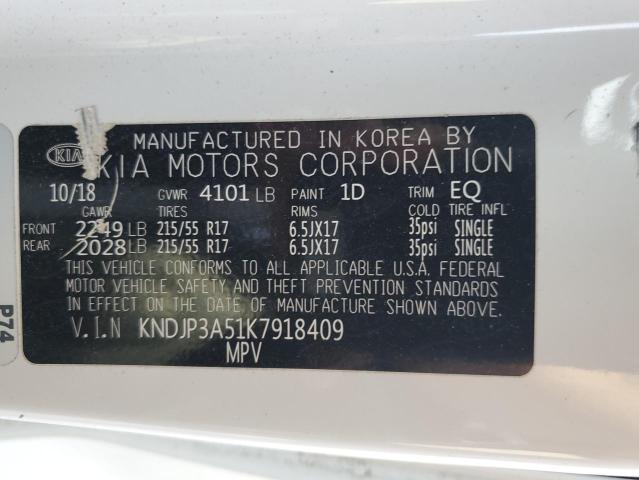 MANUFACTURED IN KOREA BY
KIA KIA MOTORS CORPORATION
10/18 GVWR 4101 LB PAINT 1D TRIM EQ
GAWR TIRES RIMS COLD TIRE INFL
FRONT 2249 LB 215/55 R17 6.5JX17 35psi SINGLE
REAR 2028 LB 215/55 R17 6.5JX17 35psi SINGLE
THIS VEHICLE CONFORMS TO ALL APPLICABLE U.S.A. FEDERAL
MOTOR VEHICLE SAFETY AND THEFT PREVENTION STANDARDS
IN EFFECT ON THE DATE OF MANUFACTURE SHOWN ABOVE.
V.I.N KNDJP3A51K7918409
MPV
P74